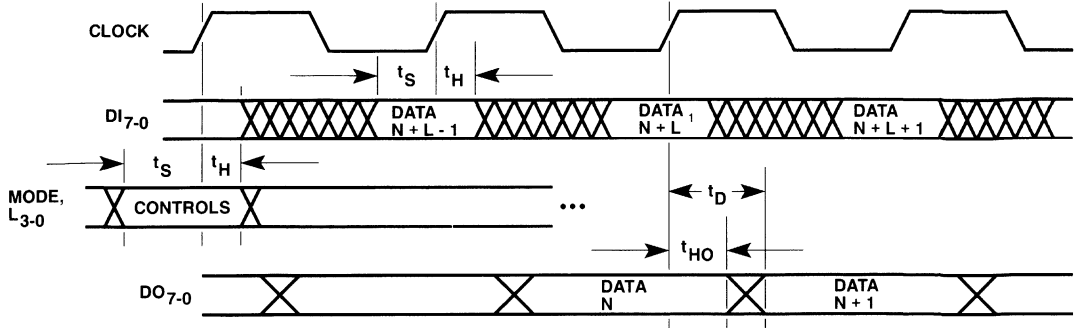 CLOCK
tS tH
DI7-0
DATA N + L - 1
DATA 1 N + L
DATA N + L + 1
tS tH
MODE, L3-0
CONTROLS
•••
tD
tHO
DO7-0
DATA N
DATA N + 1